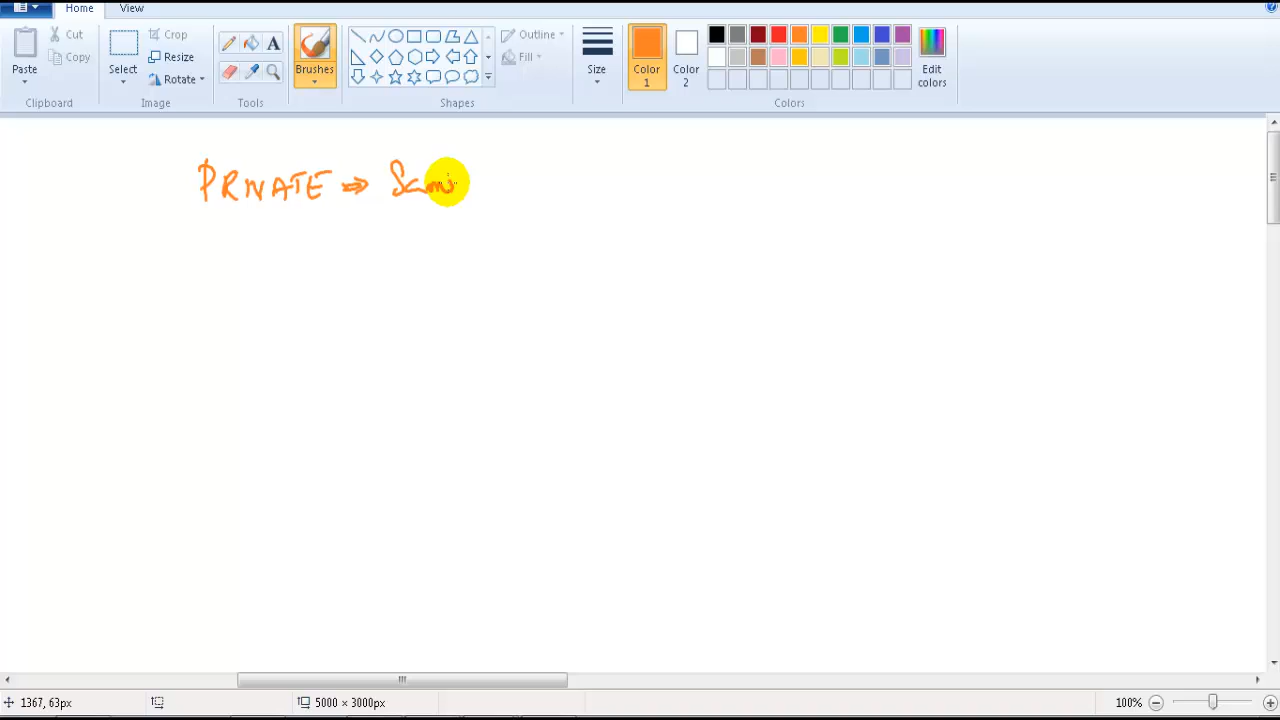 Home View
Paste Cut Copy Select Crop Resize Rotate Brushes Outline Fill Size Color 1 Color 2 Edit colors
Clipboard Image Tools Shapes Colors
PRIVATE ⇒
1367, 63px 5000 × 3000px 100%